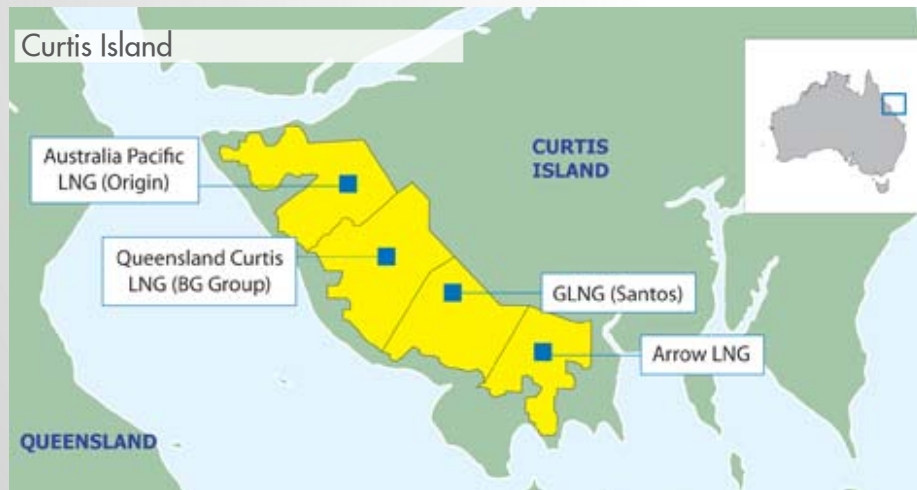 Curtis Island
Australia Pacific
LNG (Origin)
CURTIS
ISLAND
Queensland Curtis
LNG (BG Group)
GLNG (Santos)
Arrow LNG
QUEENSLAND